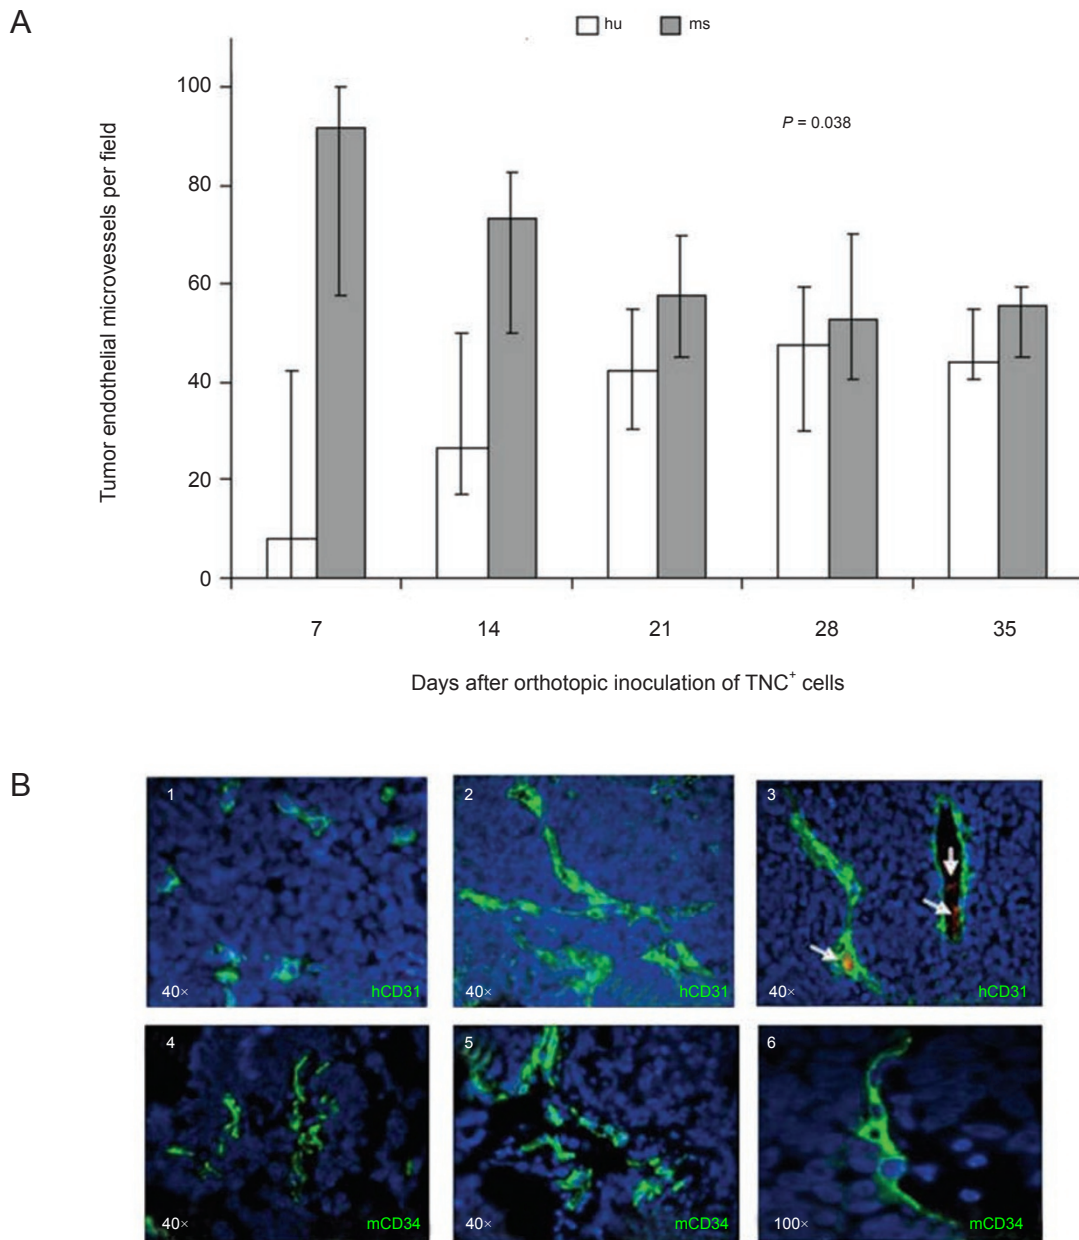 A
hu
ms
P = 0.038
Tumor endothelial microvessels per field
100
80
60
40
20
0
7
14
21
28
35
Days after orthotopic inoculation of TNC⁺ cells
B
1
40×
hCD31
2
40×
hCD31
3
40×
hCD31
4
40×
mCD34
5
40×
mCD34
6
100×
mCD34